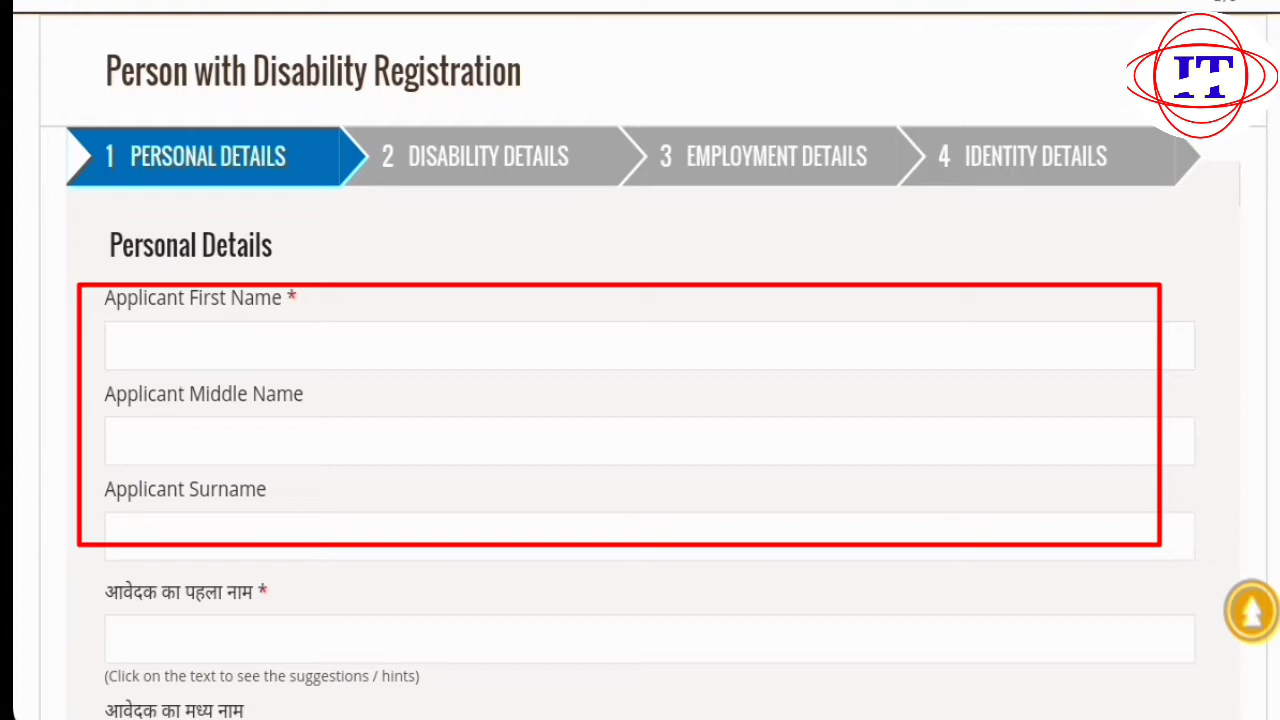 IT
Person with Disability Registration
1 PERSONAL DETAILS 2 DISABILITY DETAILS 3 EMPLOYMENT DETAILS 4 IDENTITY DETAILS
Personal Details
Applicant First Name *
Applicant Middle Name
Applicant Surname
आवेदक का पहला नाम *
(Click on the text to see the suggestions / hints)
आवेदक का मध्य नाम